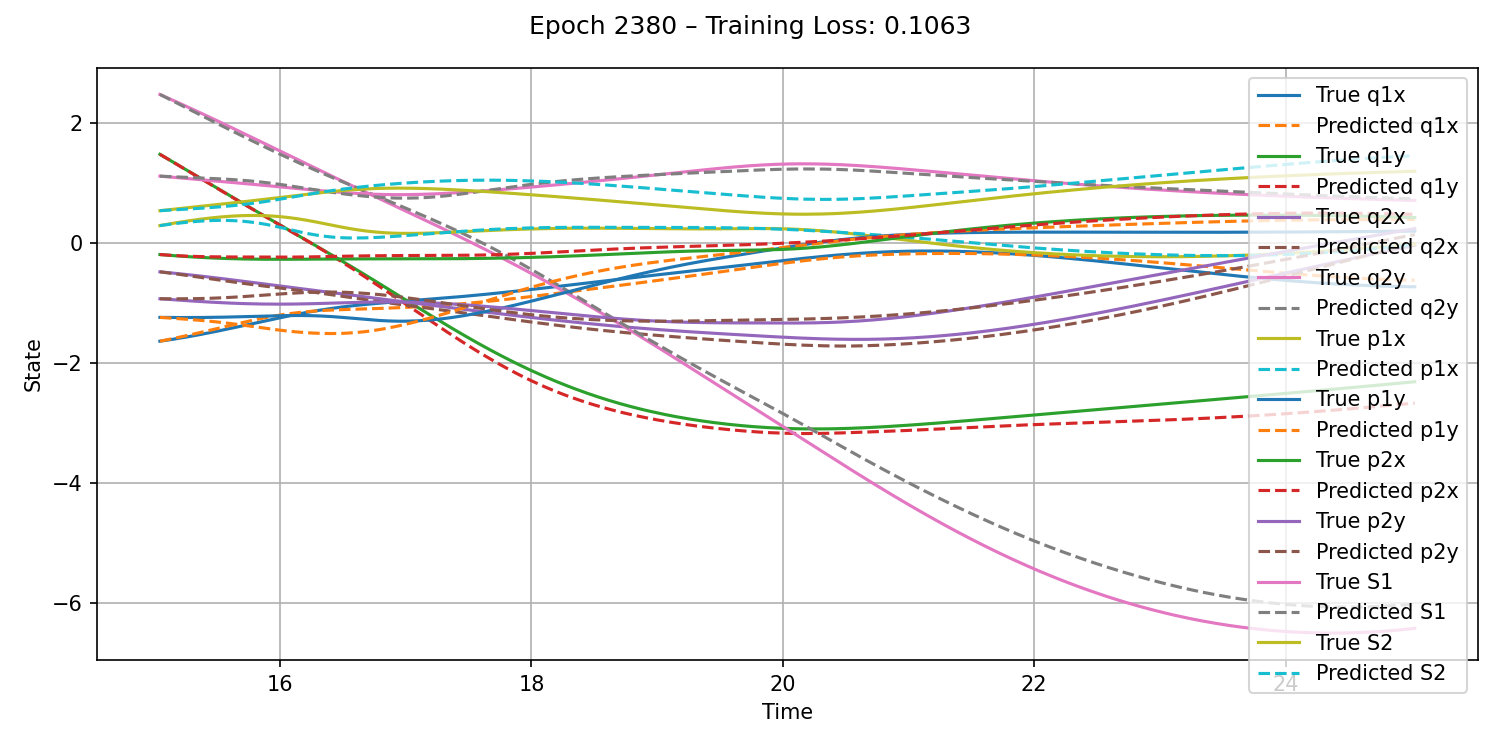 Epoch 2380 – Training Loss: 0.1063
2
0
−2
−4
−6
State
16
18
20
22
24
Time
True q1x
Predicted q1x
True q1y
Predicted q1y
True q2x
Predicted q2x
True q2y
Predicted q2y
True p1x
Predicted p1x
True p1y
Predicted p1y
True p2x
Predicted p2x
True p2y
Predicted p2y
True S1
Predicted S1
True S2
Predicted S2